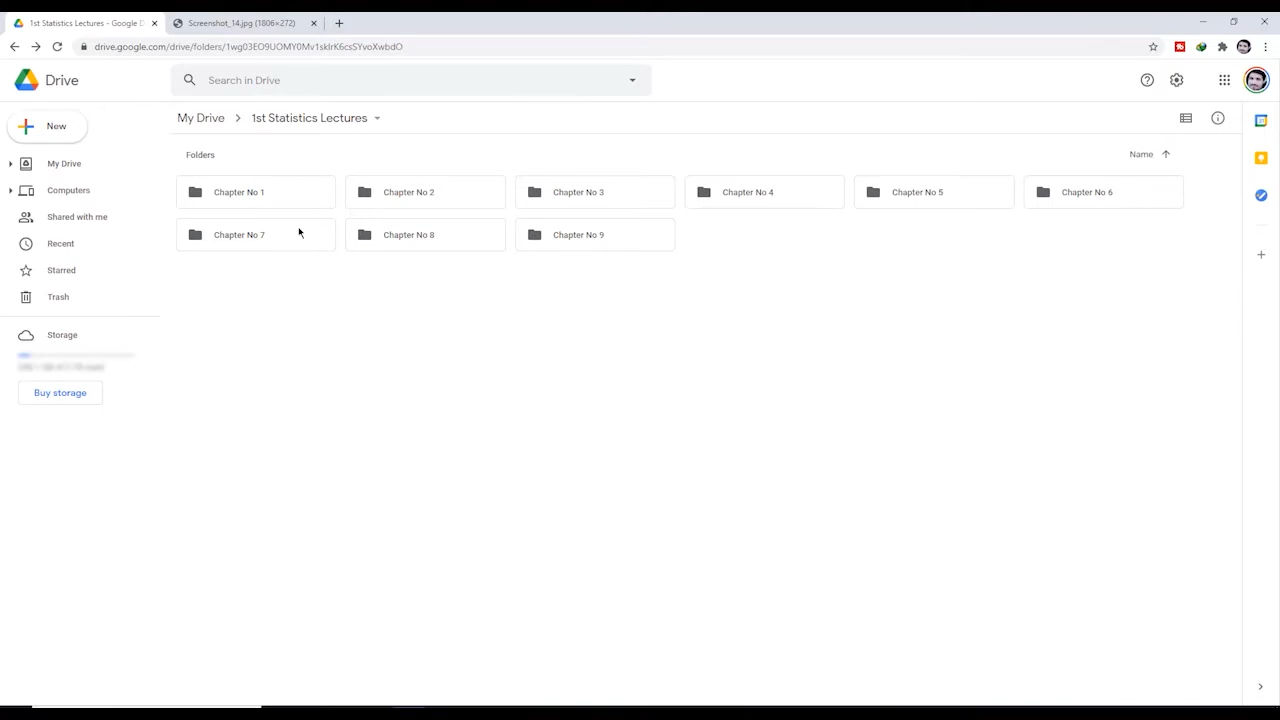 1st Statistics Lectures - Google D
Screenshot_14.jpg (1806×272)
drive.google.com/drive/folders/1wg03EO9UOMY0Mv1sklrK6csSYvoXwbdO
Drive
Search in Drive
New
My Drive
1st Statistics Lectures
My Drive
Computers
Shared with me
Recent
Starred
Trash
Storage
Buy storage
Folders
Name
Chapter No 1
Chapter No 2
Chapter No 3
Chapter No 4
Chapter No 5
Chapter No 6
Chapter No 7
Chapter No 8
Chapter No 9